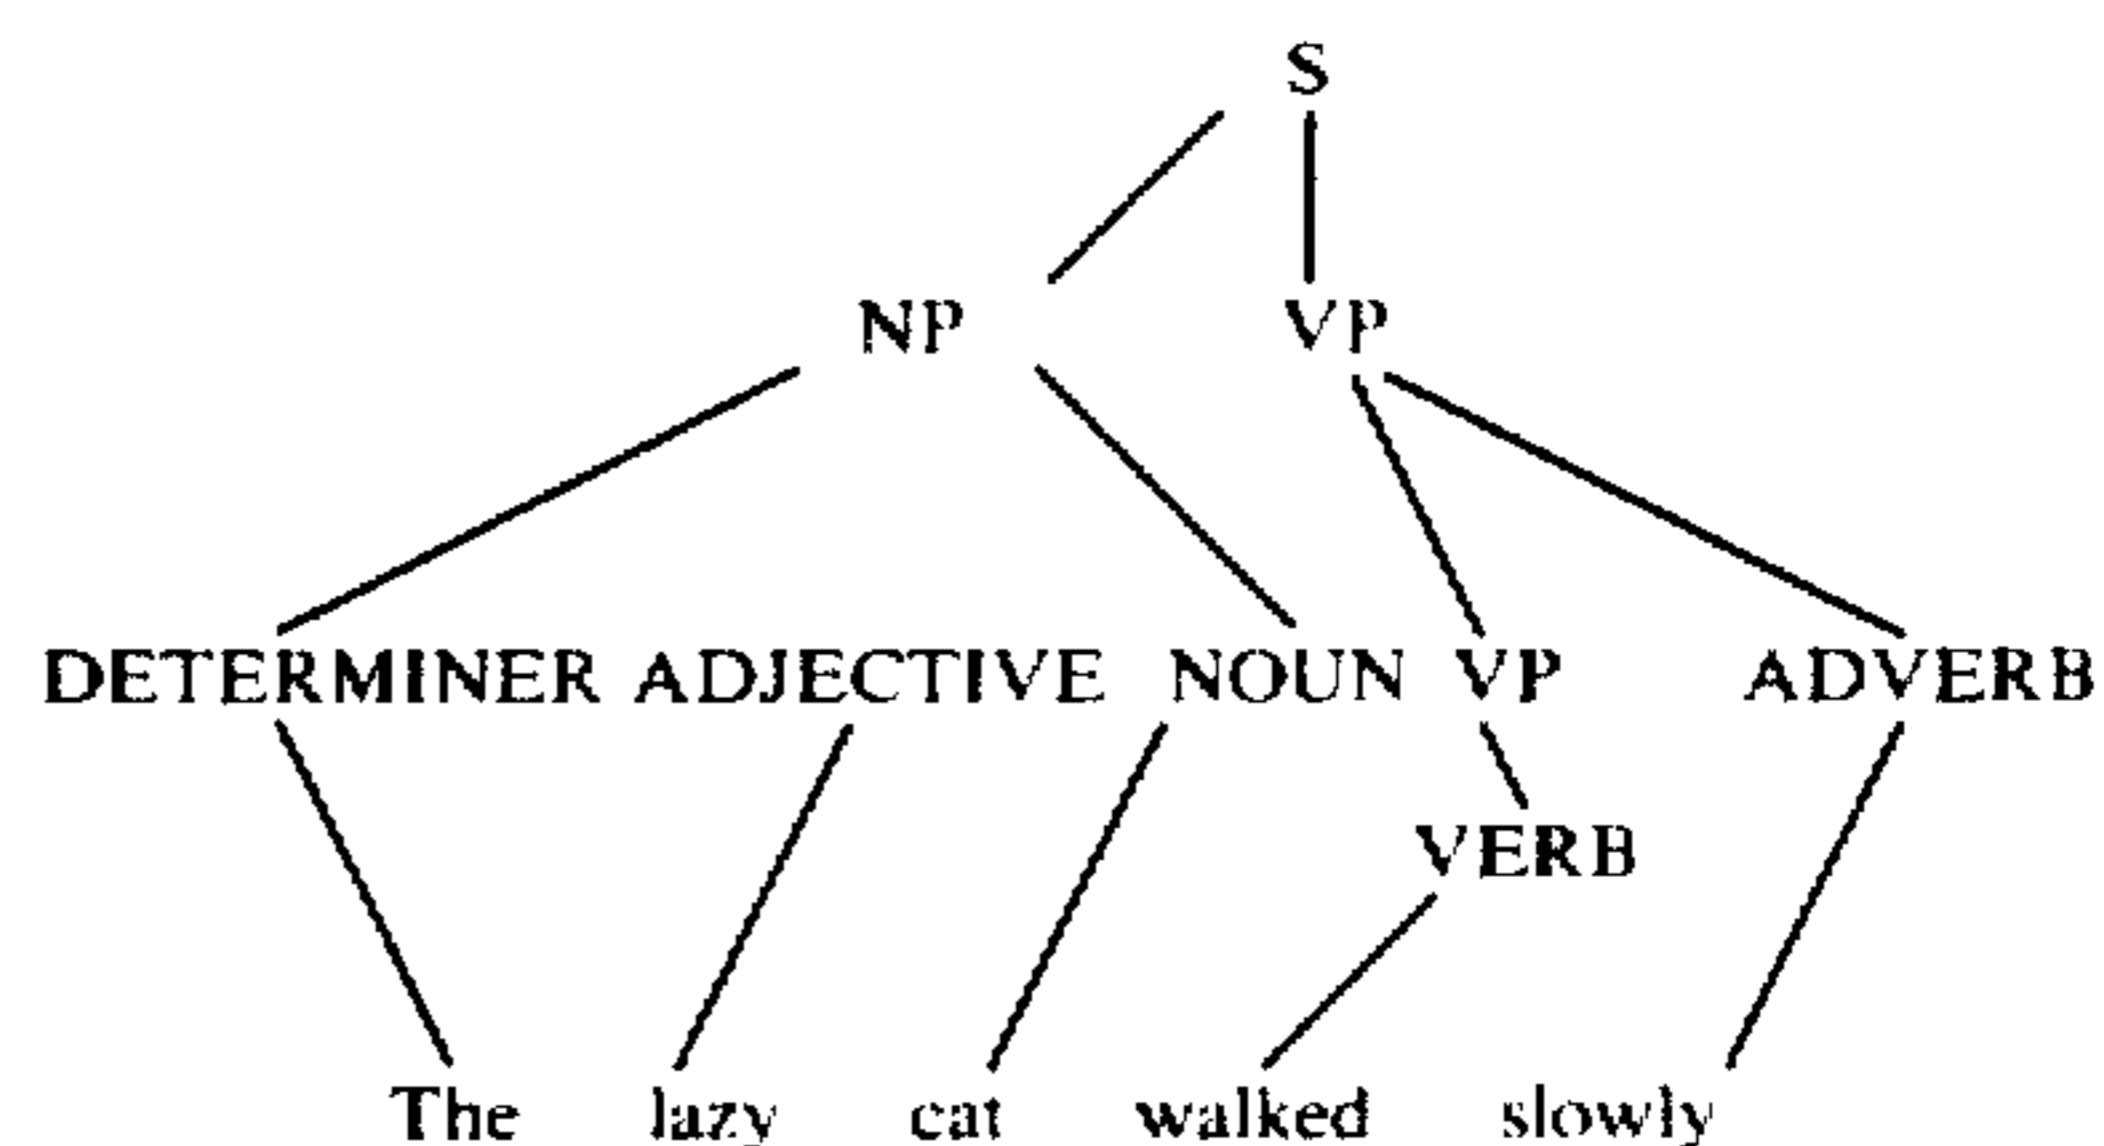 S
NP VP
DETERMINER ADJECTIVE NOUN VP ADVERB
VERB
The lazy cat walked slowly